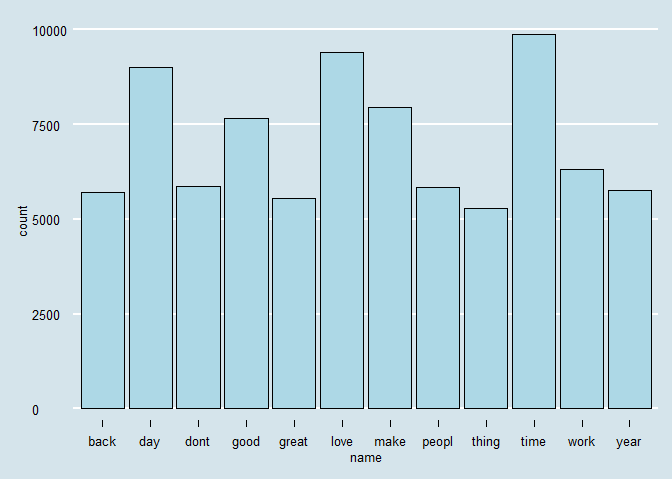 10000
7500
5000
2500
0
count
back day dont good great love make peopl thing time work year
name